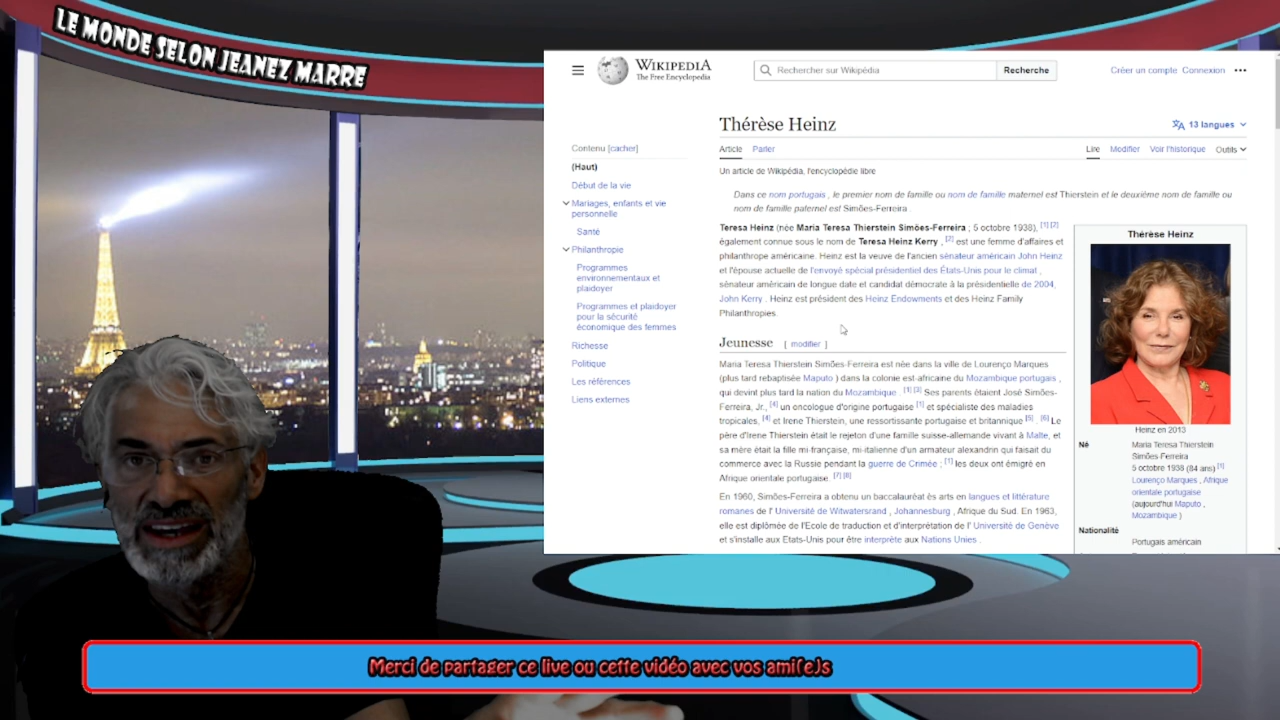 LE MONDE SELON JEANEZ MARRE
WIKIPEDIA
The Free Encyclopedia
Rechercher sur Wikipédia
Recherche
Créer un compte Connexion
Thérèse Heinz
13 langues
Contenu [cacher]
(Haut)
Début de la vie
Mariages, enfants et vie
personnelle
Santé
Philanthropie
Programmes
environnementaux et
plaidoyer
Programmes et plaidoyer
pour la sécurité
économique des femmes
Richesse
Politique
Les références
Liens externes
Article Parler
Lire Modifier Voir l'historique Outils
Un article de Wikipédia, l'encyclopédie libre
Dans ce nom portugais , le premier nom de famille ou nom de famille maternel est Thierstein et le deuxième nom de famille ou
nom de famille paternel est Simões-Ferreira .
Teresa Heinz (née Maria Teresa Thierstein Simões-Ferreira ; 5 octobre 1938), [1] [2]
également connue sous le nom de Teresa Heinz Kerry , [2] est une femme d'affaires et
philanthrope américaine. Heinz est la veuve de l'ancien sénateur américain John Heinz
et l'épouse actuelle de l'envoyé spécial présidentiel des États-Unis pour le climat ,
sénateur américain de longue date et candidat démocrate à la présidentielle de 2004,
John Kerry . Heinz est président des Heinz Endowments et des Heinz Family
Philanthropies.
Jeunesse [ modifier ]
Maria Teresa Thierstein Simões-Ferreira est née dans la ville de Lourenço Marques
(plus tard rebaptisée Maputo ) dans la colonie est-africaine du Mozambique portugais ,
qui devint plus tard la nation du Mozambique . [1] [3] Ses parents étaient José Simões-
Ferreira, Jr., [4] un oncologue d'origine portugaise [1] et spécialiste des maladies
tropicales, [4] et Irene Thierstein, une ressortissante portugaise et britannique [5] [6] Le
père d'Irene Thierstein était le rejeton d'une famille suisse-allemande vivant à Malte, et
sa mère était la fille mi-française, mi-italienne d'un armateur alexandrin qui faisait du
commerce avec la Russie pendant la guerre de Crimée ; [1] les deux ont émigré en
Afrique orientale portugaise. [7] [8]
En 1960, Simões-Ferreira a obtenu un baccalauréat ès arts en langues et littérature
romanes de l' Université de Witwatersrand , Johannesburg , Afrique du Sud. En 1963,
elle est diplômée de l'Ecole de traduction et d'interprétation de l' Université de Genève
et s'installe aux Etats-Unis pour être interprète aux Nations Unies .
Thérèse Heinz
Heinz en 2013
Né
Maria Teresa Thierstein
Simões-Ferreira
5 octobre 1938 (84 ans) [1]
Lourenço Marques , Afrique
orientale portugaise
(aujourd'hui Maputo ,
Mozambique )
Nationalité
Portugais américain
Merci de partager ce live ou cette vidéo avec vos ami(e)s